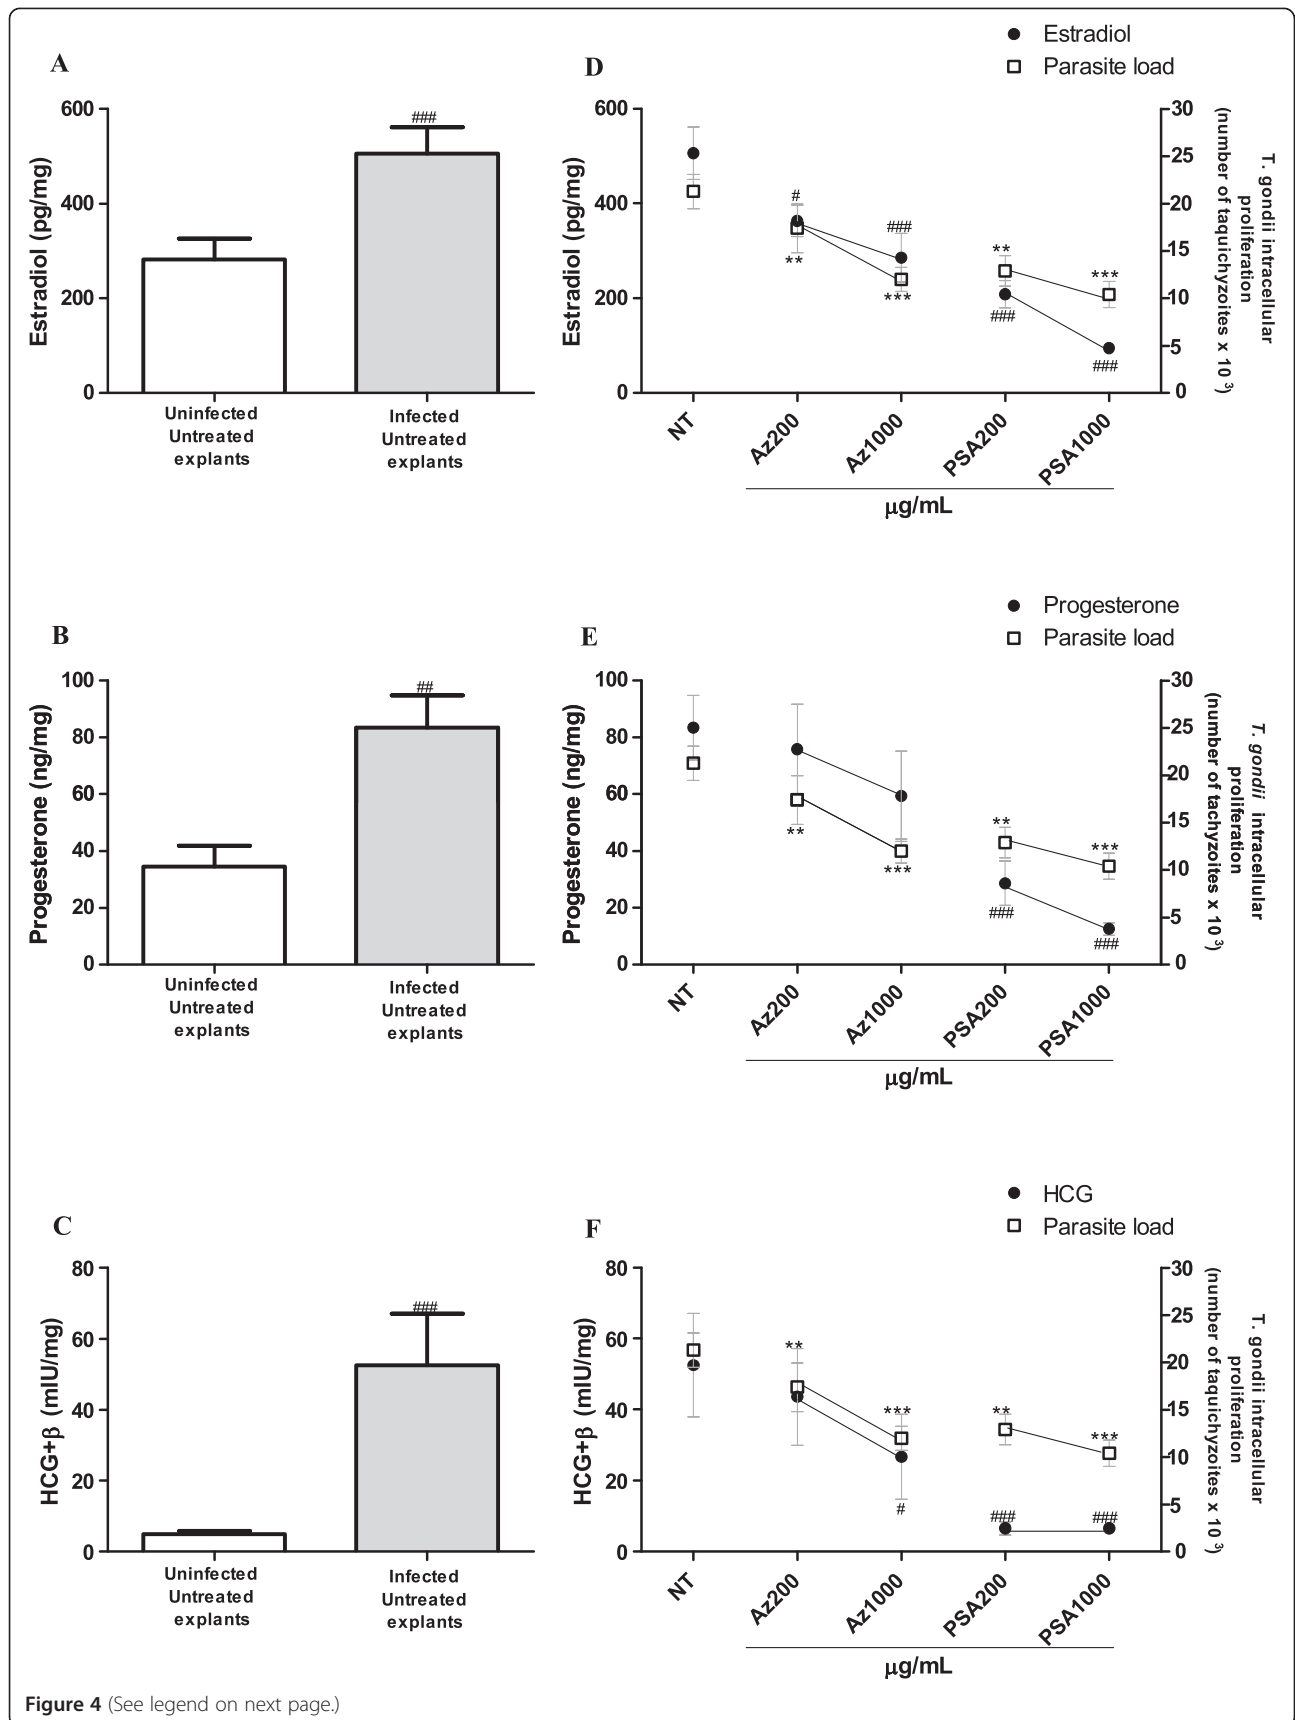 A
600
400
200
0
Estradiol (pg/mg)
###
Uninfected
Untreated
explants
Infected
Untreated
explants
D
Estradiol
Parasite load
600
400
200
0
Estradiol (pg/mg)
30
25
20
15
10
5
0
T. gondii intracellular
proliferation
(number of taquichyzoites x 10 3)
#
**
###
***
**
###
***
###
NT
Az200
Az1000
PSA200
PSA1000
µg/mL
B
100
80
60
40
20
0
Progesterone (ng/mg)
##
Uninfected
Untreated
explants
Infected
Untreated
explants
E
Progesterone
Parasite load
100
80
60
40
20
0
Progesterone (ng/mg)
30
25
20
15
10
5
0
T. gondii intracellular
proliferation
(number of tachyzoites x 10 3)
**
***
**
###
***
###
NT
Az200
Az1000
PSA200
PSA1000
µg/mL
C
80
60
40
20
0
HCG+β (mIU/mg)
###
Uninfected
Untreated
explants
Infected
Untreated
explants
F
HCG
Parasite load
80
60
40
20
0
HCG+β (mIU/mg)
30
25
20
15
10
5
0
T. gondii intracellular
proliferation
(number of taquichyzoites x 10 3)
**
***
#
**
###
***
###
NT
Az200
Az1000
PSA200
PSA1000
µg/mL
Figure 4 (See legend on next page.)